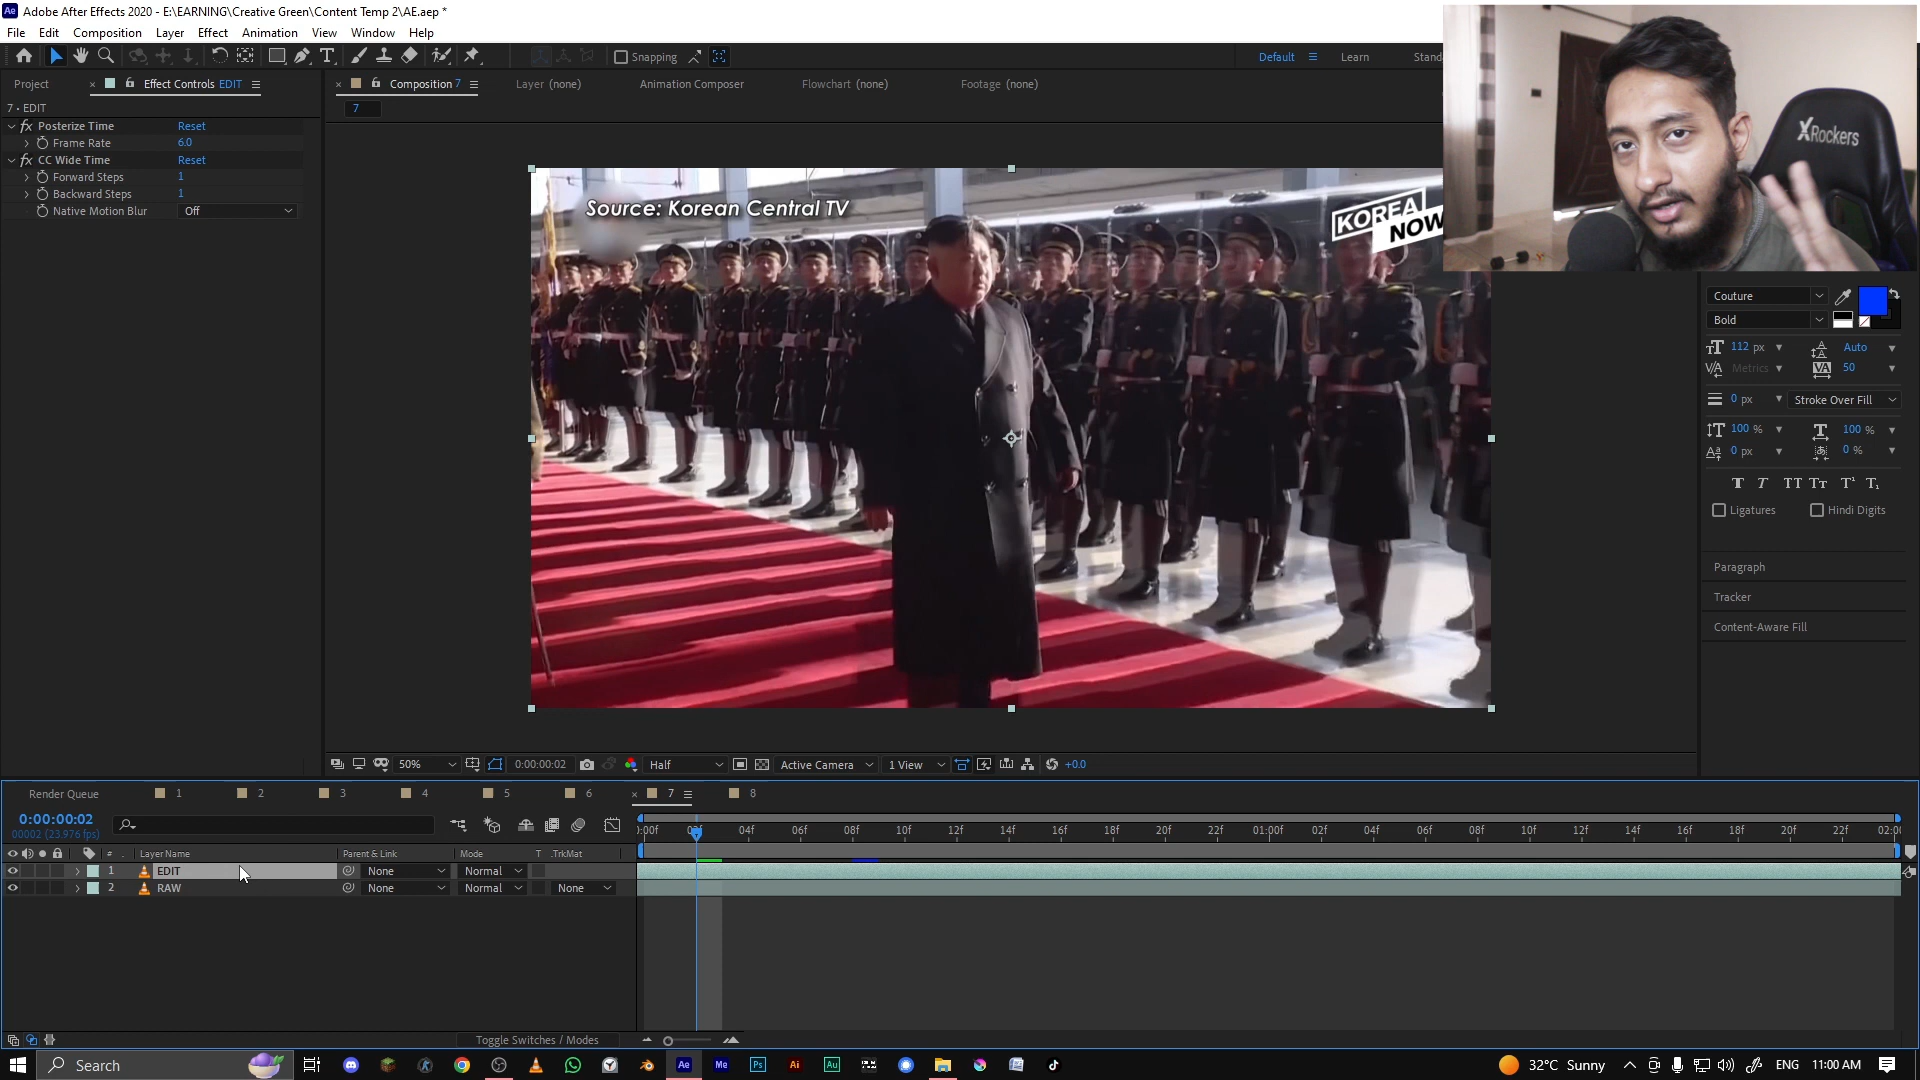 Adobe After Effects 2020 - E:\EARNING\Creative Green\Content Temp 2\AE.aep *
File Edit Composition Layer Effect Animation View Window Help
Snapping Default Learn Stand
Project Effect Controls EDIT Composition 7 Layer (none) Animation Composer Flowchart (none) Footage (none)
7 • EDIT 7
fx Posterize Time Reset
Frame Rate 6.0
fx CC Wide Time Reset
Forward Steps 1
Backward Steps 1
Native Motion Blur Off
Source: Korean Central TV
KOREA
NOW
XRockers
Couture
Bold
112 px Auto
Metrics 50
0 px Stroke Over Fill
100 % 100 %
0 px 0 %
T T TT Tt T¹ T₁
Ligatures Hindi Digits
Paragraph
Tracker
Content-Aware Fill
50% 0:00:00:02 Half Active Camera 1 View +0.0
Render Queue 1 2 3 4 5 6 7 8
0:00:00:02
00002 (23.976 fps)
:00f 02f 04f 06f 08f 10f 12f 14f 16f 18f 20f 22f 01:00f 04f 06f 08f 10f 12f 14f 16f 18f 20f 22f 02:0
# Layer Name Parent & Link Mode T .TrkMat
1 EDIT None Normal
2 RAW None Normal None
Toggle Switches / Modes
Search Ae Me Ps Ai Au 32°C Sunny ENG 11:00 AM